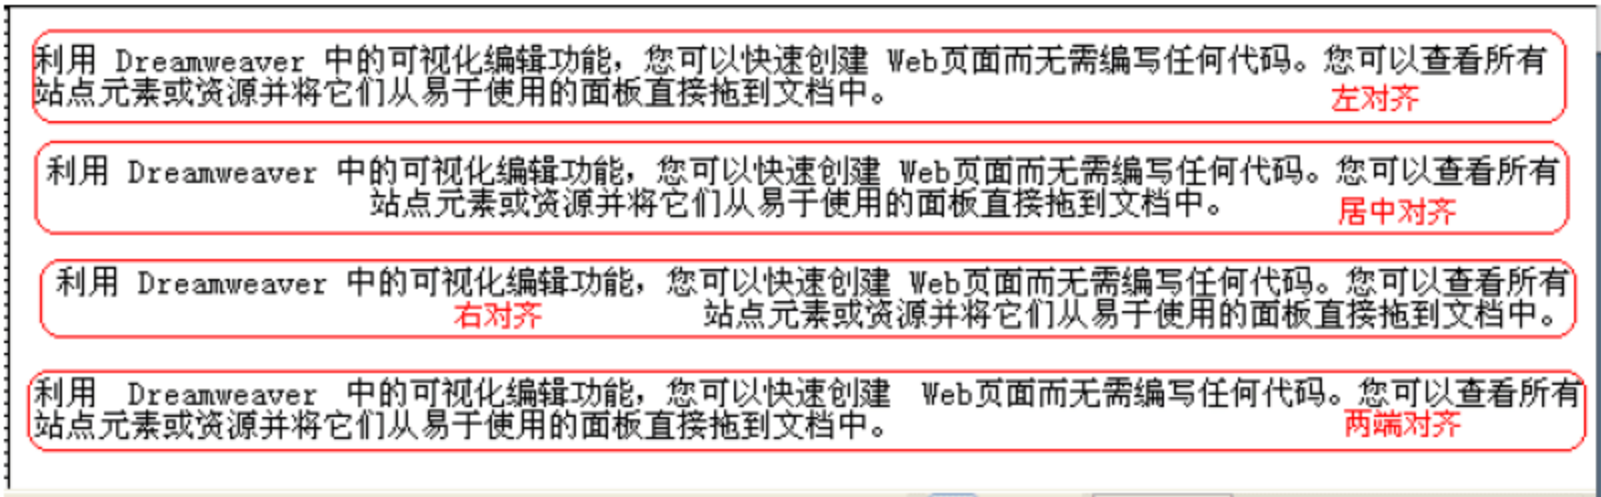 利用 Dreamweaver 中的可视化编辑功能，您可以快速创建 Web页面而无需编写任何代码。您可以查看所有
站点元素或资源并将它们从易于使用的面板直接拖到文档中。
左对齐
利用 Dreamweaver 中的可视化编辑功能，您可以快速创建 Web页面而无需编写任何代码。您可以查看所有
站点元素或资源并将它们从易于使用的面板直接拖到文档中。
居中对齐
利用 Dreamweaver 中的可视化编辑功能，您可以快速创建 Web页面而无需编写任何代码。您可以查看所有
右对齐
站点元素或资源并将它们从易于使用的面板直接拖到文档中。
利用 Dreamweaver 中的可视化编辑功能，您可以快速创建 Web页面而无需编写任何代码。您可以查看所有
站点元素或资源并将它们从易于使用的面板直接拖到文档中。
两端对齐